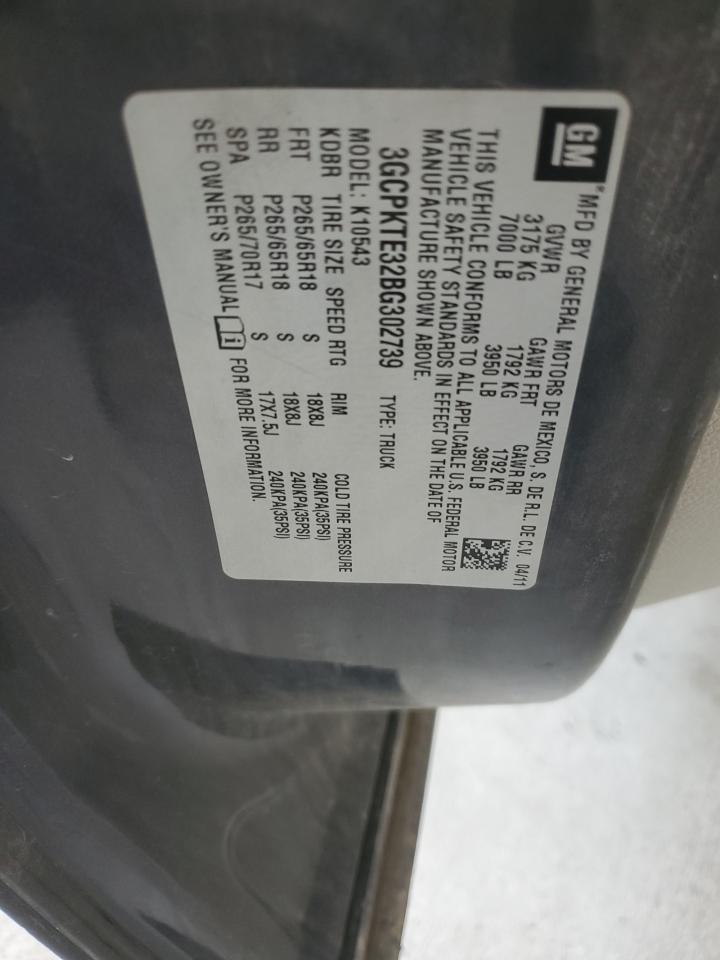 GM ® MFD BY GENERAL MOTORS DE MEXICO, S. DE R.L. DE C.V. 04/11
GVWR GAWR FRT GAWR RR
3175 KG 1792 KG 1792 KG
7000 LB 3950 LB 3950 LB
THIS VEHICLE CONFORMS TO ALL APPLICABLE U.S. FEDERAL MOTOR
VEHICLE SAFETY STANDARDS IN EFFECT ON THE DATE OF
MANUFACTURE SHOWN ABOVE.
3GCPKTE32BG302739 TYPE: TRUCK
MODEL: K10543
KDBR TIRE SIZE SPEED RTG RIM COLD TIRE PRESSURE
FRT P265/65R18 S 18X8J 240KPA(35PSI)
RR P265/65R18 S 18X8J 240KPA(35PSI)
SPA P265/70R17 S 17X7.5J 240KPA(35PSI)
SEE OWNER'S MANUAL i FOR MORE INFORMATION.